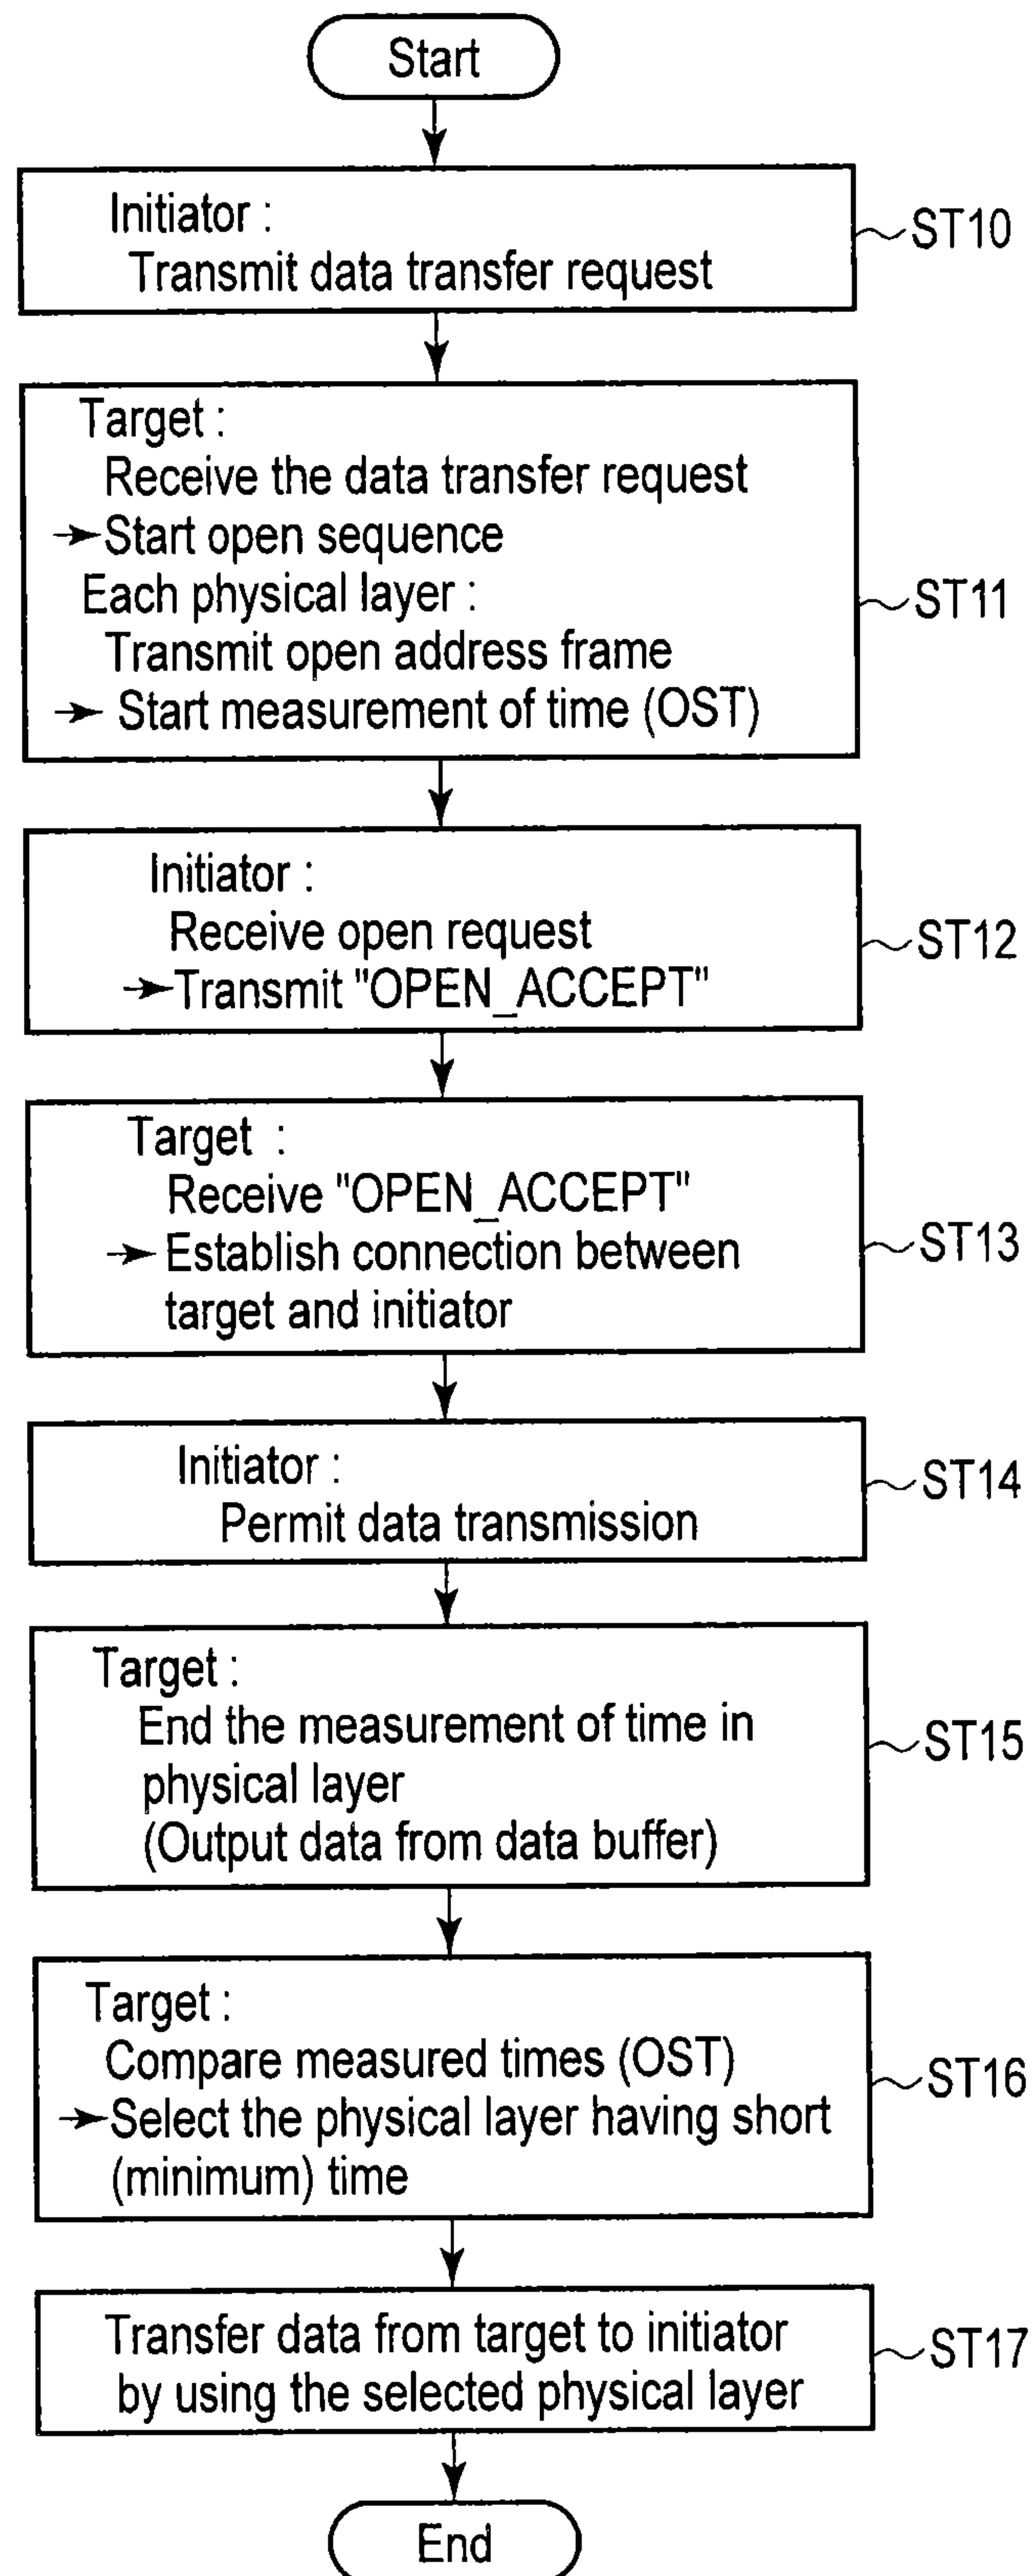 Start
Initiator :
Transmit data transfer request
ST10
Target :
Receive the data transfer request
→Start open sequence
Each physical layer :
Transmit open address frame
→ Start measurement of time (OST)
ST11
Initiator :
Receive open request
→Transmit "OPEN_ACCEPT"
ST12
Target :
Receive "OPEN_ACCEPT"
→ Establish connection between
target and initiator
ST13
Initiator :
Permit data transmission
ST14
Target :
End the measurement of time in
physical layer
(Output data from data buffer)
ST15
Target :
Compare measured times (OST)
→Select the physical layer having short
(minimum) time
ST16
Transfer data from target to initiator
by using the selected physical layer
ST17
End